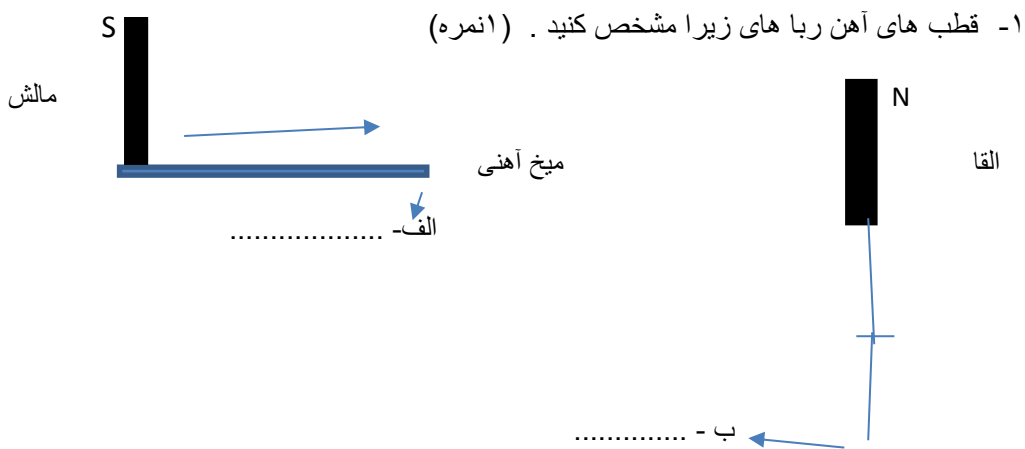 ۱- قطب های آهن ربا های زیرا مشخص کنید . (۱نمره)
S
N
مالش
القا
میخ آهنی
الف- ...................
ب - ..............